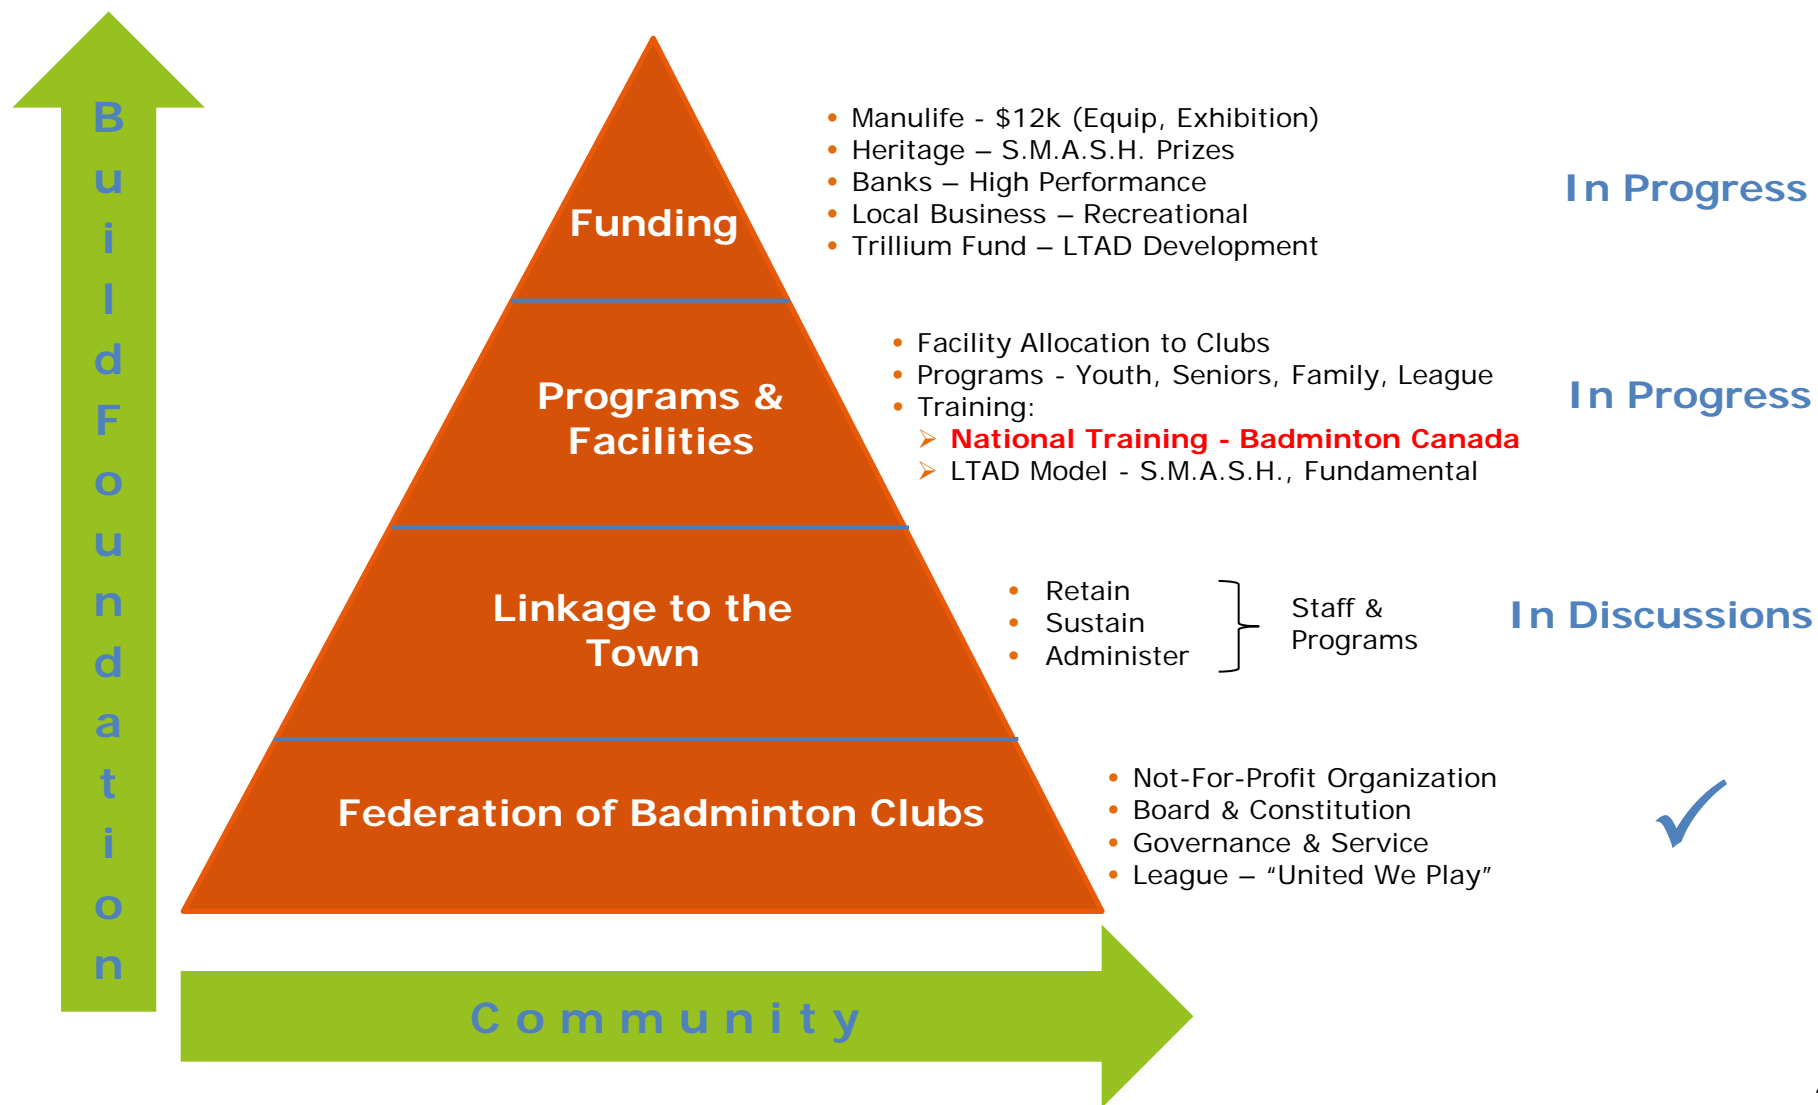 Build Foundation
Funding
• Manulife - $12k (Equip, Exhibition)
• Heritage – S.M.A.S.H. Prizes
• Banks – High Performance
• Local Business – Recreational
• Trillium Fund – LTAD Development
In Progress
Programs &
Facilities
• Facility Allocation to Clubs
• Programs - Youth, Seniors, Family, League
• Training:
➢ National Training - Badminton Canada
➢ LTAD Model - S.M.A.S.H., Fundamental
In Progress
Linkage to the
Town
• Retain
• Sustain
• Administer
Staff &
Programs
In Discussions
Federation of Badminton Clubs
• Not-For-Profit Organization
• Board & Constitution
• Governance & Service
• League – “United We Play”
✓
Community